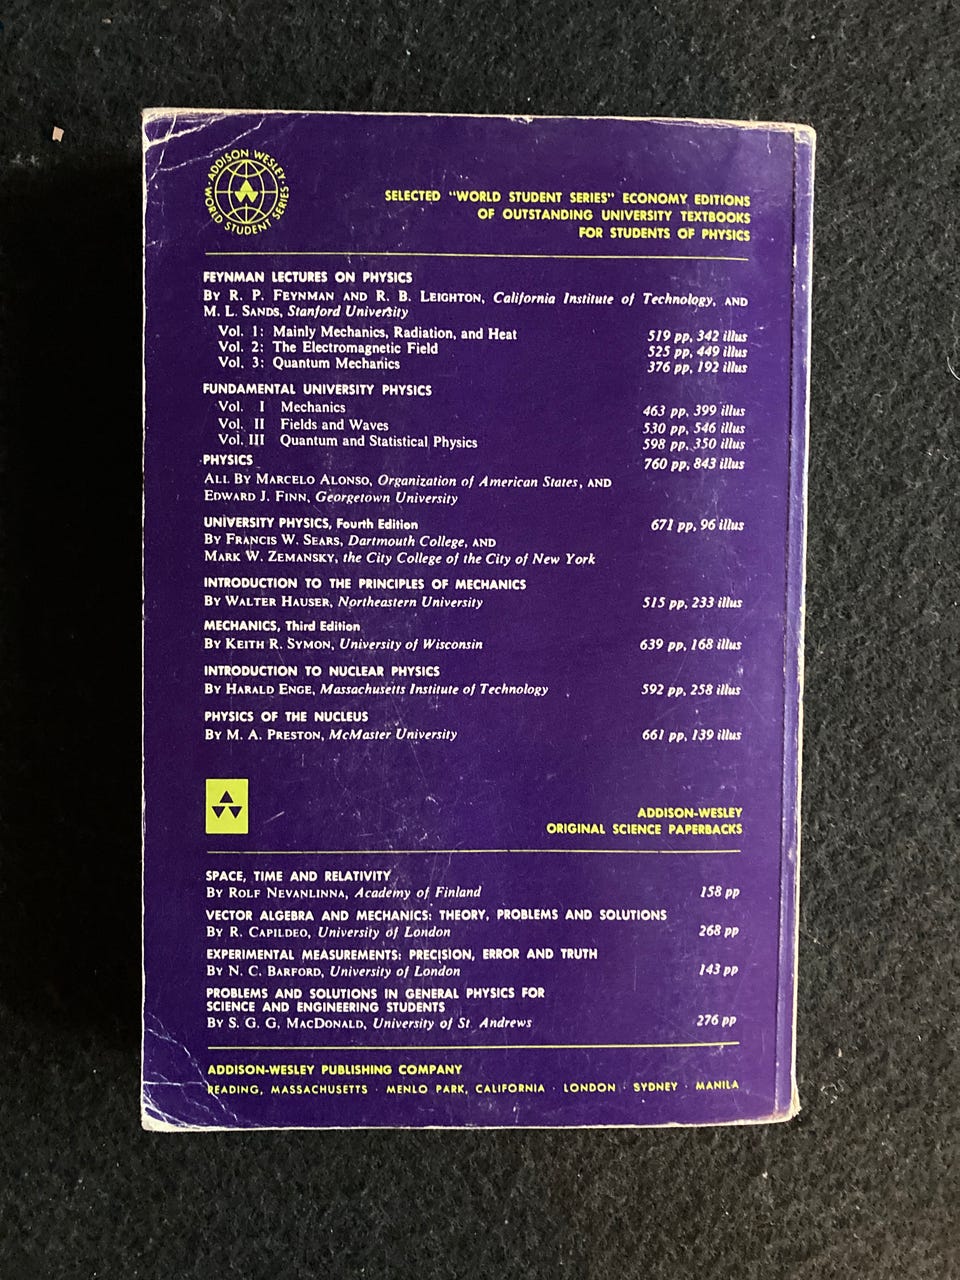 ADDISON-WESLEY · WORLD STUDENT SERIES ·
SELECTED "WORLD STUDENT SERIES" ECONOMY EDITIONS
OF OUTSTANDING UNIVERSITY TEXTBOOKS
FOR STUDENTS OF PHYSICS
FEYNMAN LECTURES ON PHYSICS
BY R. P. FEYNMAN AND R. B. LEIGHTON, California Institute of Technology, AND
M. L. SANDS, Stanford University
Vol. 1: Mainly Mechanics, Radiation, and Heat 519 pp, 342 illus
Vol. 2: The Electromagnetic Field 525 pp, 449 illus
Vol. 3: Quantum Mechanics 376 pp, 192 illus
FUNDAMENTAL UNIVERSITY PHYSICS
Vol. I Mechanics 463 pp, 399 illus
Vol. II Fields and Waves 530 pp, 546 illus
Vol. III Quantum and Statistical Physics 598 pp, 350 illus
PHYSICS 760 pp, 843 illus
ALL BY MARCELO ALONSO, Organization of American States, AND
EDWARD J. FINN, Georgetown University
UNIVERSITY PHYSICS, Fourth Edition 671 pp, 96 illus
BY FRANCIS W. SEARS, Dartmouth College, AND
MARK W. ZEMANSKY, the City College of the City of New York
INTRODUCTION TO THE PRINCIPLES OF MECHANICS
BY WALTER HAUSER, Northeastern University 515 pp, 233 illus
MECHANICS, Third Edition
BY KEITH R. SYMON, University of Wisconsin 639 pp, 168 illus
INTRODUCTION TO NUCLEAR PHYSICS
BY HARALD ENGE, Massachusetts Institute of Technology 592 pp, 258 illus
PHYSICS OF THE NUCLEUS
BY M. A. PRESTON, McMaster University 661 pp, 139 illus
ADDISON-WESLEY
ORIGINAL SCIENCE PAPERBACKS
SPACE, TIME AND RELATIVITY
BY ROLF NEVANLINNA, Academy of Finland 158 pp
VECTOR ALGEBRA AND MECHANICS: THEORY, PROBLEMS AND SOLUTIONS
BY R. CAPILDEO, University of London 268 pp
EXPERIMENTAL MEASUREMENTS: PRECISION, ERROR AND TRUTH
BY N. C. BARFORD, University of London 143 pp
PROBLEMS AND SOLUTIONS IN GENERAL PHYSICS FOR
SCIENCE AND ENGINEERING STUDENTS
BY S. G. G. MACDONALD, University of St. Andrews 276 pp
ADDISON-WESLEY PUBLISHING COMPANY
READING, MASSACHUSETTS · MENLO PARK, CALIFORNIA · LONDON · SYDNEY · MANILA